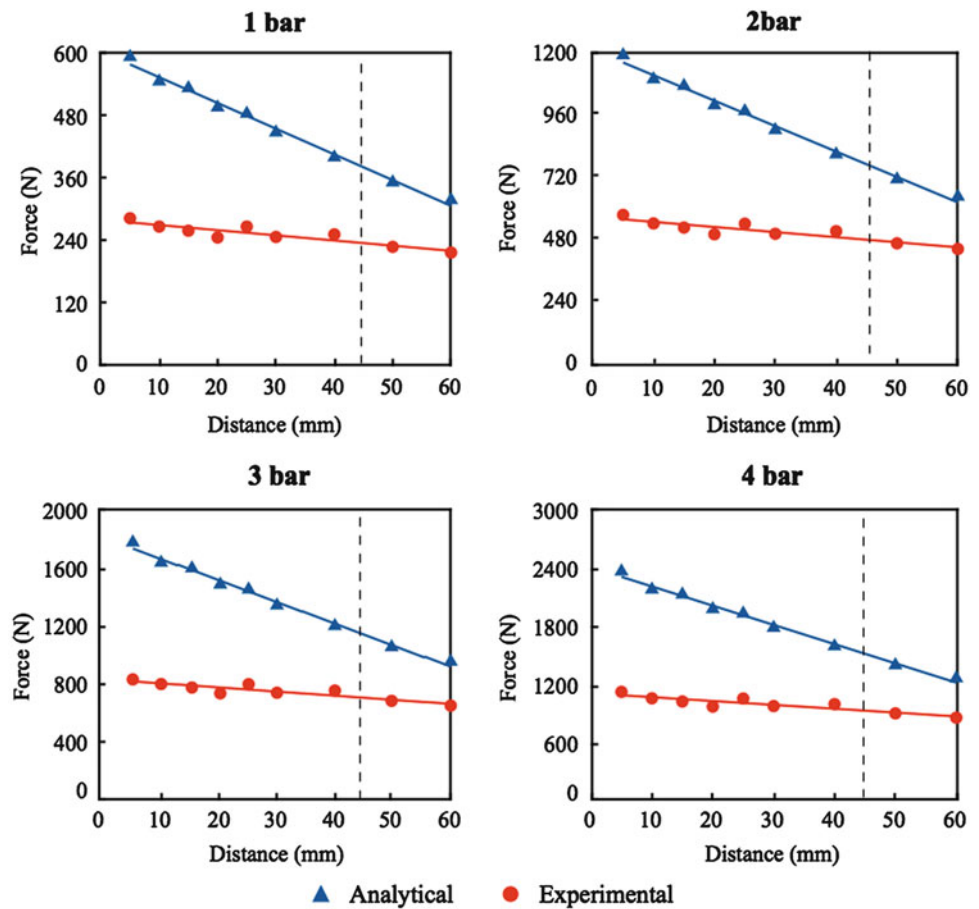 1 bar
600
480
360
240
120
0
Force (N)
0 10 20 30 40 50 60
Distance (mm)
2bar
1200
960
720
480
240
0
Force (N)
0 10 20 30 40 50 60
Distance (mm)
3 bar
2000
1600
1200
800
400
0
Force (N)
0 10 20 30 40 50 60
Distance (mm)
4 bar
3000
2400
1800
1200
600
0
Force (N)
0 10 20 30 40 50 60
Distance (mm)
Analytical Experimental